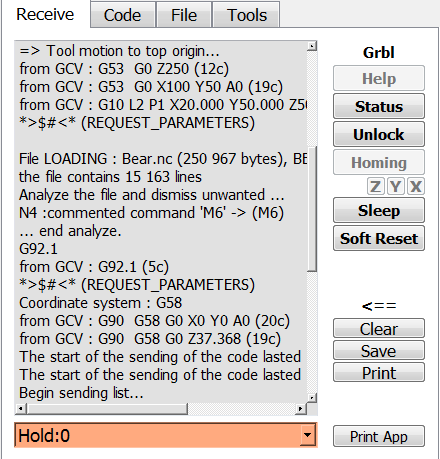 Receive
Code
File
Tools
=> Tool motion to top origin...
from GCV : G53  G0 Z250 (12c)
from GCV : G53  G0 X100 Y50 A0 (19c)
from GCV : G10 L2 P1 X20.000 Y50.000 Z50
*>$#<* (REQUEST_PARAMETERS)
File LOADING : Bear.nc (250 967 bytes), BE
the file contains 15 163 lines
Analyze the file and dismiss unwanted ...
N4 :commented command 'M6' -> (M6)
... end analyze.
G92.1
from GCV : G92.1 (5c)
*>$#<* (REQUEST_PARAMETERS)
Coordinate system : G58
from GCV : G90  G58 G0 X0 Y0 A0 (20c)
from GCV : G90  G58 G0 Z37.368 (19c)
The start of the sending of the code lasted
The start of the sending of the code lasted
Begin sending list...
Hold:0
Grbl
Help
Status
Unlock
Homing
Z Y X
Sleep
Soft Reset
<==
Clear
Save
Print
Print App